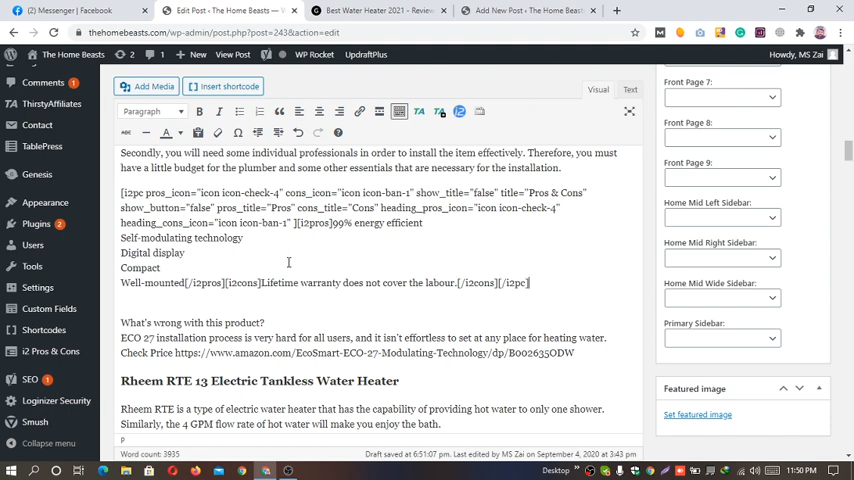 (2) Messenger | Facebook
Edit Post ‹ The Home Beasts — W
Best Water Heater 2021 - Review
Add New Post ‹ The Home Beasts
thehomebeasts.com/wp-admin/post.php?post=243&action=edit
The Home Beasts 2 1 New View Post WP Rocket UpdraftPlus Howdy, MS Zai
Comments 1
ThirstyAffiliates
Contact
TablePress
Genesis
Appearance
Plugins 2
Users
Tools
Settings
Custom Fields
Shortcodes
i2 Pros & Cons
SEO 1
Loginizer Security
Smush
Collapse menu
Add Media Insert shortcode
Visual Text
Paragraph
Secondly, you will need some individual professionals in order to install the item effectively. Therefore, you must
have a little budget for the plumber and some other essentials that are necessary for the installation.
[i2pc pros_icon="icon icon-check-4" cons_icon="icon icon-ban-1" show_title="false" title="Pros & Cons"
show_button="false" pros_title="Pros" cons_title="Cons" heading_pros_icon="icon icon-check-4"
heading_cons_icon="icon icon-ban-1" ][i2pros]99% energy efficient
Self-modulating technology
Digital display
Compact
Well-mounted[/i2pros][i2cons]Lifetime warranty does not cover the labour.[/i2cons][/i2pc]
What's wrong with this product?
ECO 27 installation process is very hard for all users, and it isn't effortless to set at any place for heating water.
Check Price https://www.amazon.com/EcoSmart-ECO-27-Modulating-Technology/dp/B002635ODW
Rheem RTE 13 Electric Tankless Water Heater
Rheem RTE is a type of electric water heater that has the capability of providing hot water to only one shower.
Similarly, the 4 GPM flow rate of hot water will make you enjoy the bath.
p
Word count: 3935
Draft saved at 6:51:07 pm. Last edited by MS Zai on September 4, 2020 at 3:43 pm
Front Page 7:
Front Page 8:
Front Page 9:
Home Mid Left Sidebar:
Home Mid Right Sidebar:
Home Mid Wide Sidebar:
Primary Sidebar:
Featured image
Set featured image
Desktop
11:50 PM